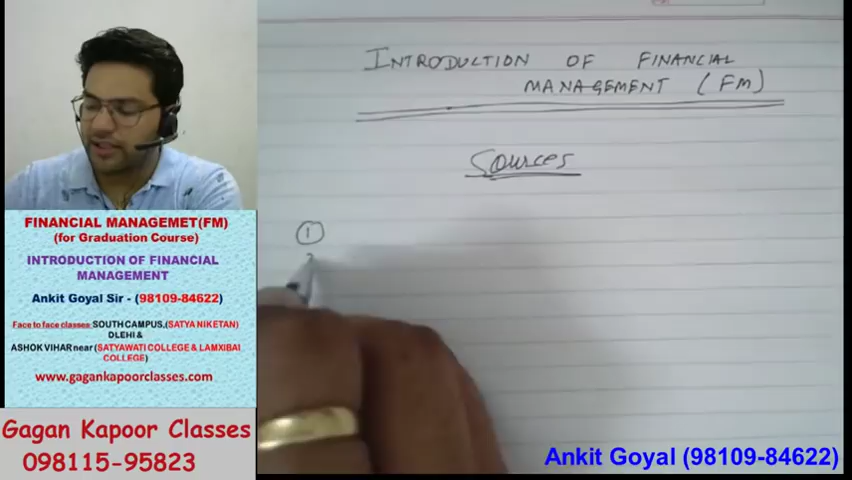 INTRODUCTION OF FINANCIAL
MANAGEMENT (FM)
Sources
1
FINANCIAL MANAGEMET(FM)
(for Graduation Course)
INTRODUCTION OF FINANCIAL
MANAGEMENT
Ankit Goyal Sir - (98109-84622)
Face to face classes: SOUTH CAMPUS,(SATYA NIKETAN)
DLEHI &
ASHOK VIHAR near (SATYAWATI COLLEGE & LAMXIBAI
COLLEGE)
www.gagankapoorclasses.com
Gagan Kapoor Classes
098115-95823
Ankit Goyal (98109-84622)